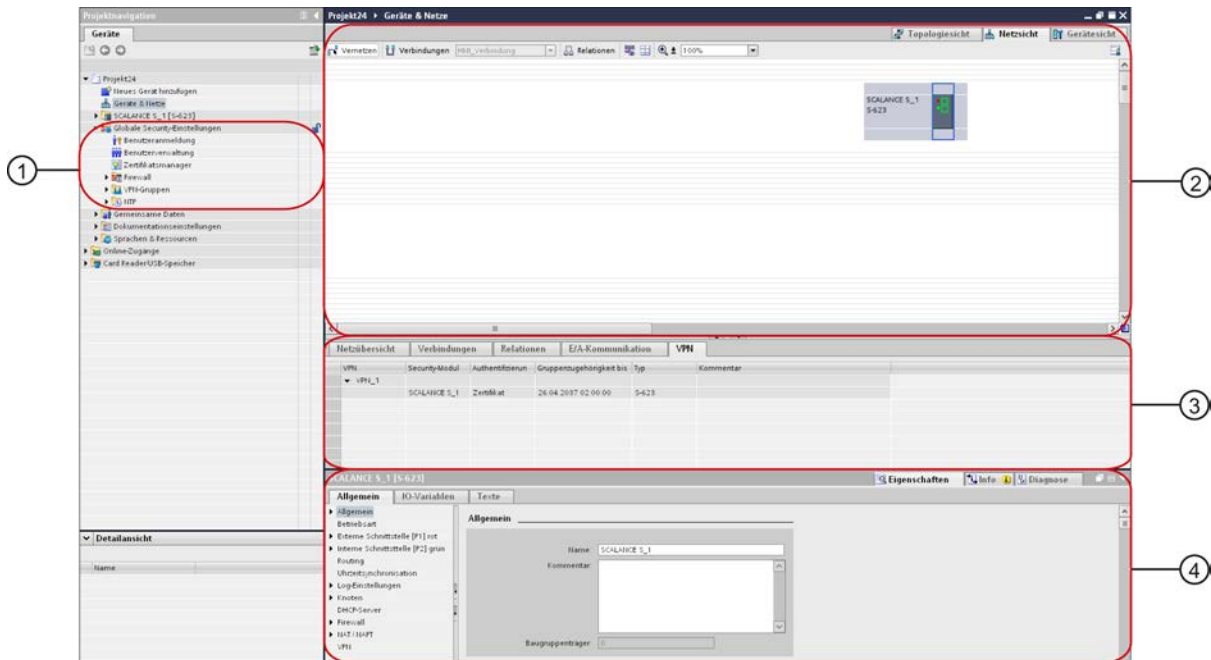 Projektnavigation
Geräte
Projekt24
Neues Gerät hinzufügen
Geräte & Netze
SCALANCE S_1 [S-623]
Globale Security-Einstellungen
Benutzeranmeldung
Benutzerverwaltung
Zertifikatsmanager
Firewall
VPN-Gruppen
NTP
Gemeinsame Daten
Dokumentationseinstellungen
Sprachen & Ressourcen
Online-Zugänge
Card Reader/USB-Speicher
1
Detailansicht
Name
Projekt24 Geräte & Netze
Topologiesicht Netzsicht Gerätesicht
Vernetzen Verbindungen HMI_Verbindung Relationen 100%
SCALANCE S_1
S-623
2
Netzübersicht Verbindungen Relationen E/A-Kommunikation VPN
VPN Security-Modul Authentifizierun Gruppenzugehörigkeit bis Typ Kommentar
VPN_1
SCALANCE S_1 Zertifikat 26.04.2037 02:00:00 S-623
3
SCALANCE S_1 [S-623]
Eigenschaften Info Diagnose
Allgemein IO-Variablen Texte
Allgemein
Betriebsart
Externe Schnittstelle [P1] rot
Interne Schnittstelle [P2] grün
Routing
Uhrzeitsynchronisation
Log-Einstellungen
Knoten
DHCP-Server
Firewall
NAT / NAPT
VPN
Allgemein
Name: SCALANCE S_1
Kommentar:
Baugruppenträger: 0
4